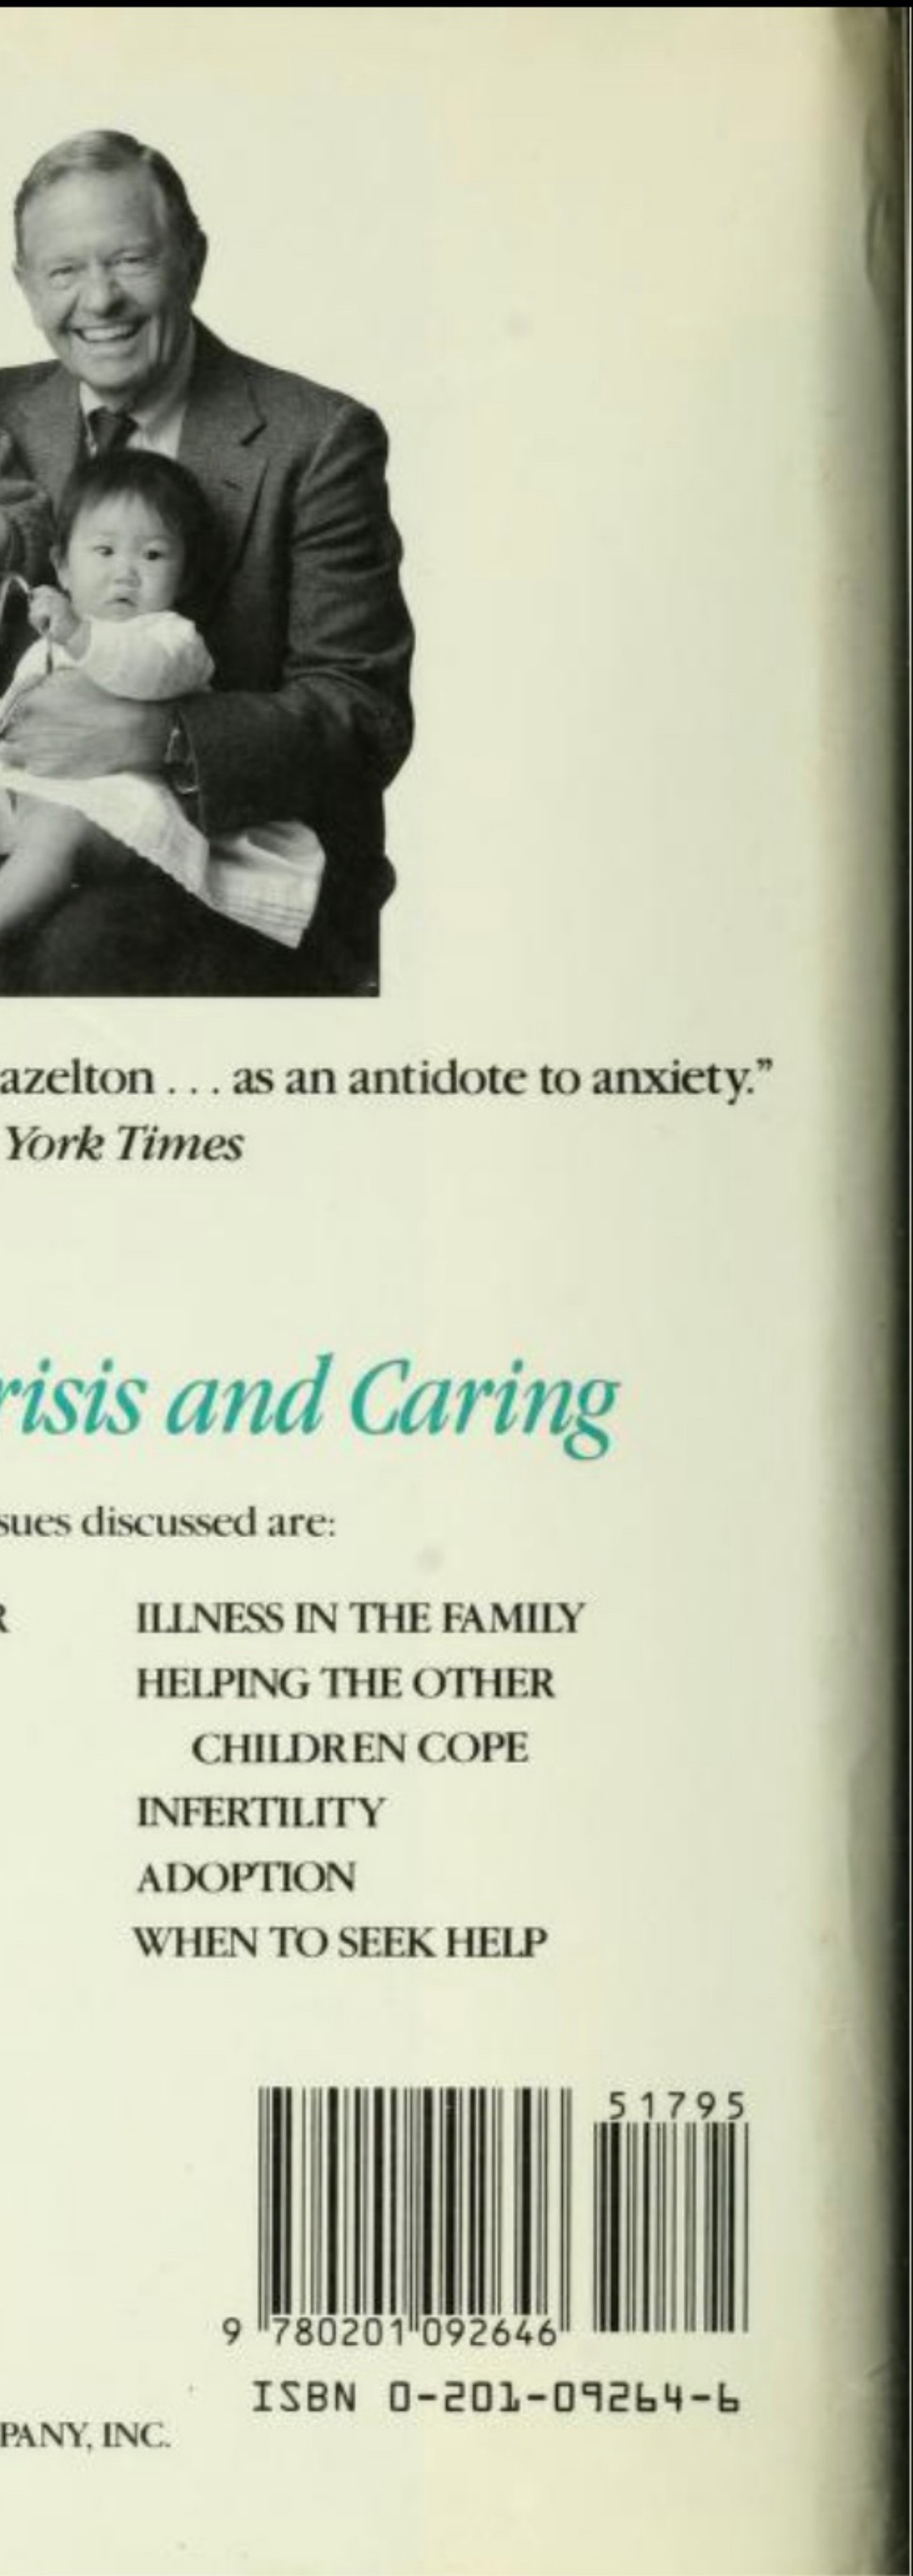 azelton . . . as an antidote to anxiety.”
York Times
risis and Caring
sues discussed are:
R
ILLNESS IN THE FAMILY
HELPING THE OTHER
CHILDREN COPE
INFERTILITY
ADOPTION
WHEN TO SEEK HELP
51795
9 780201 092646
ISBN 0-201-09264-6
PANY, INC.